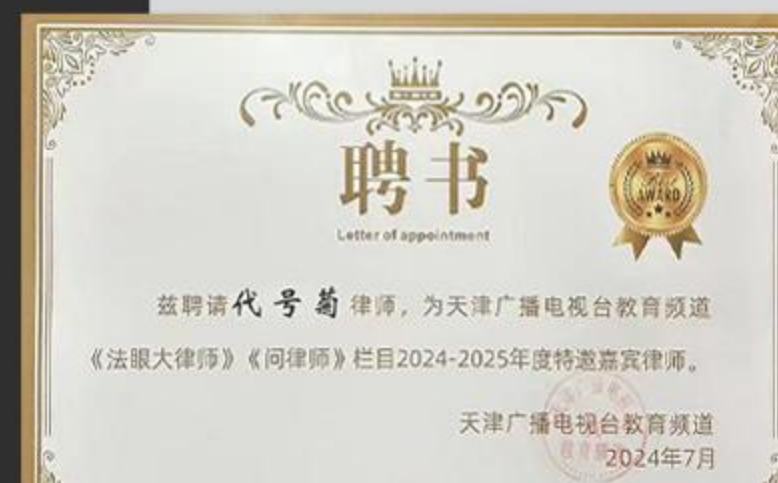 聘书
Letter of appointment
AWARD
兹聘请代号菊律师，为天津广播电视台教育频道
《法眼大律师》《问律师》栏目2024-2025年度特邀嘉宾律师。
天津广播电视台教育频道
2024年7月